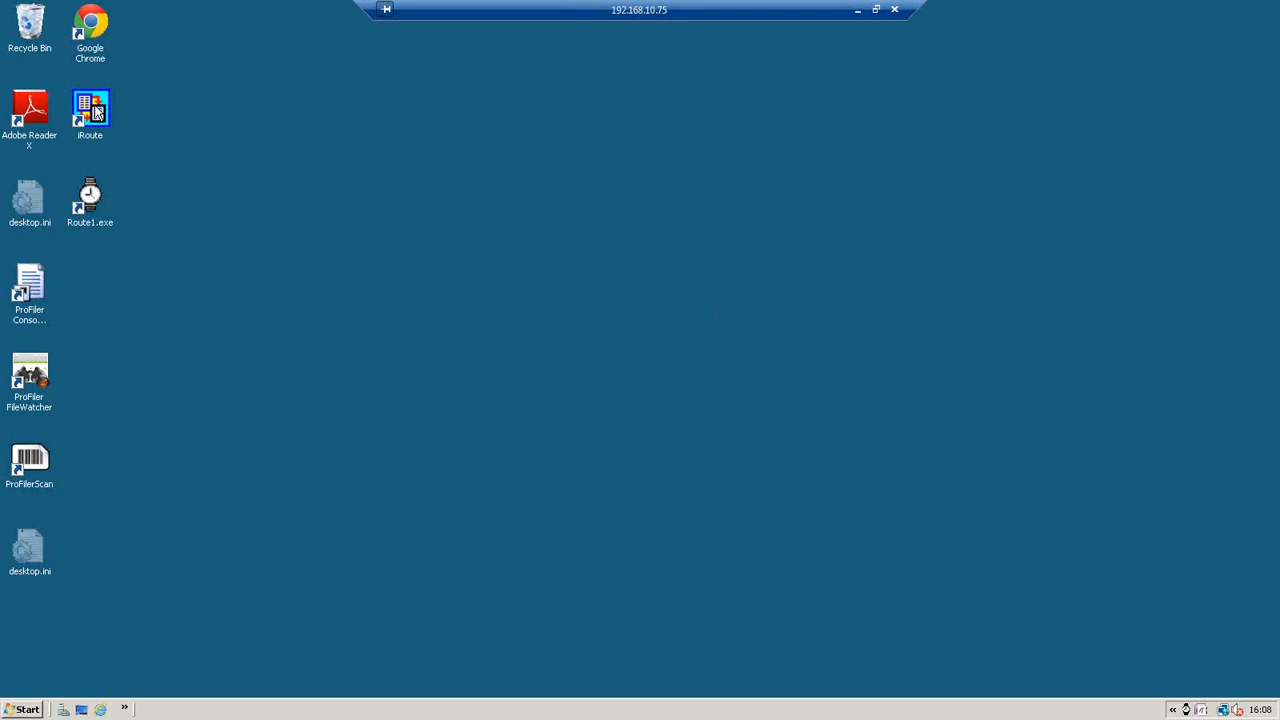 192.168.10.75
Recycle Bin
Google
Chrome
Adobe Reader
X
iRoute
desktop.ini
Route1.exe
ProFiler
Conso...
ProFiler
FileWatcher
ProFilerScan
desktop.ini
Start
»
«
16:08